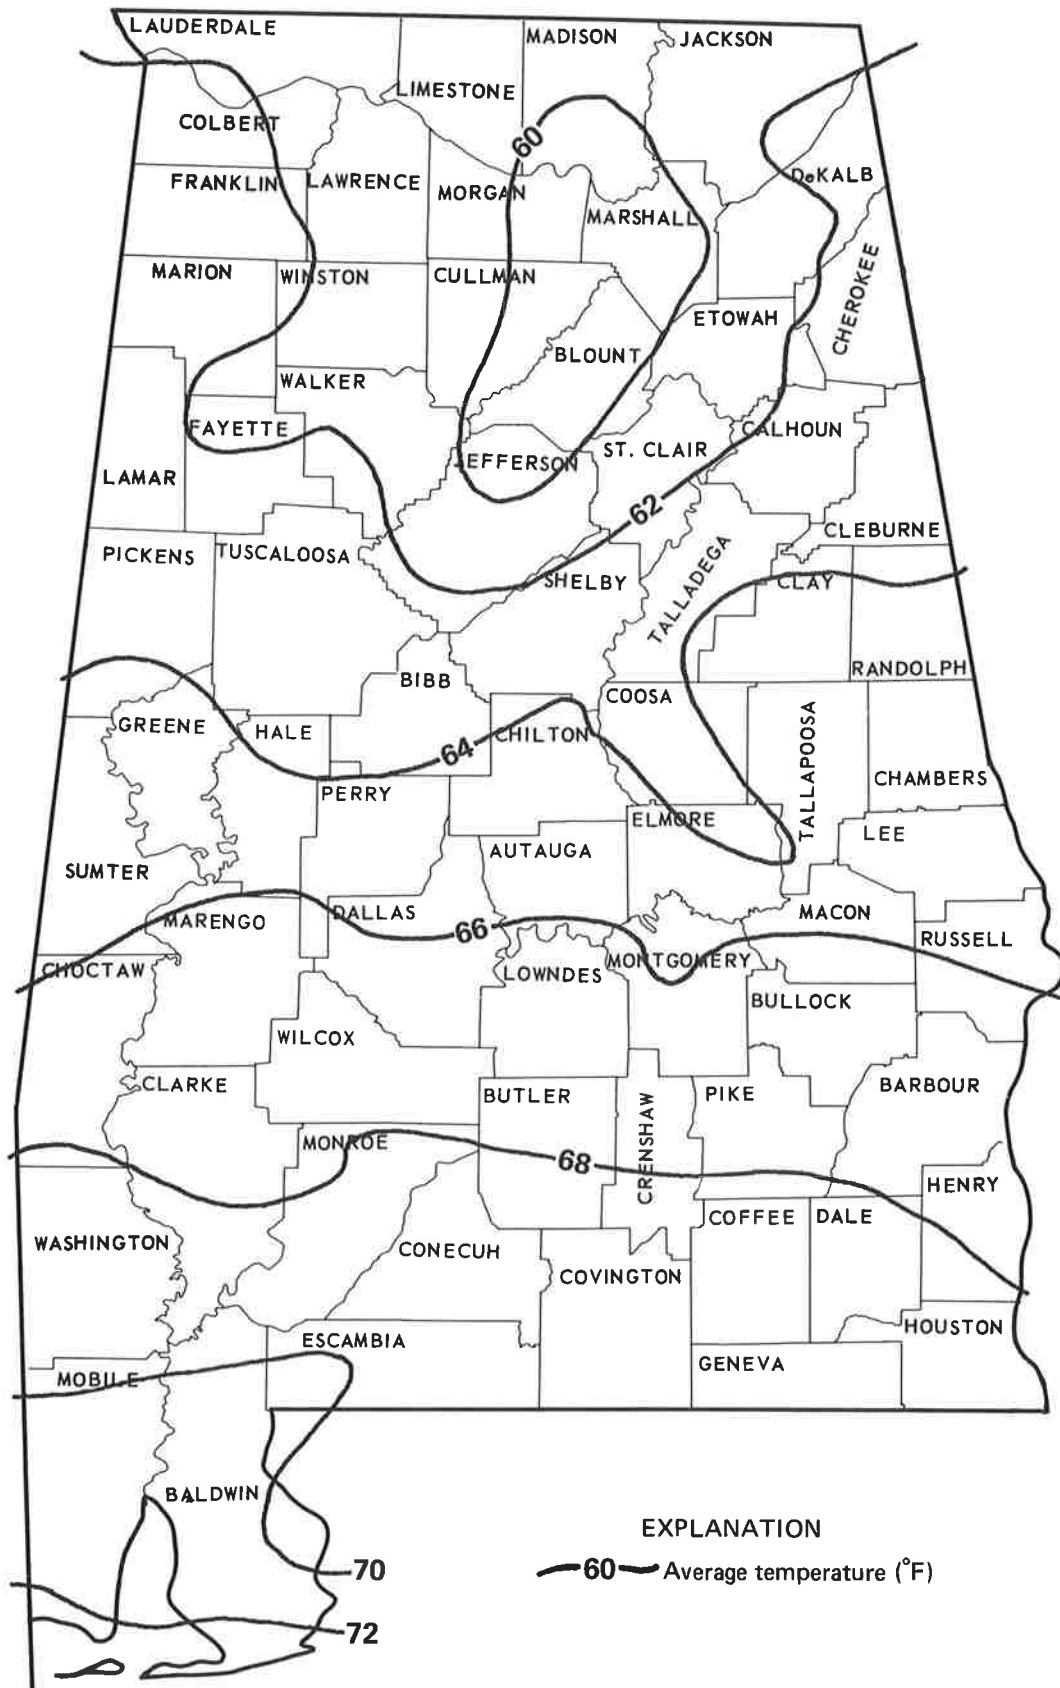 LAUDERDALE
MADISON
JACKSON
LIMESTONE
COLBERT
60
FRANKLIN
LAWRENCE
MORGAN
DeKALB
MARSHALL
MARION
WINSTON
CULLMAN
CHEROKEE
ETOWAH
BLOUNT
WALKER
FAYETTE
JEFFERSON
ST. CLAIR
CALHOUN
LAMAR
62
CLEBURNE
PICKENS
TUSCALOOSA
SHELBY
TALLADEGA
CLAY
BIBB
RANDOLPH
COOSA
GREENE
HALE
64
CHILTON
TALLAPOOSA
CHAMBERS
PERRY
ELMORE
LEE
AUTAUGA
SUMTER
MARENGO
DALLAS
66
MACON
RUSSELL
CHOCTAW
LOWNDES
MONTGOMERY
BULLOCK
WILCOX
CLARKE
BUTLER
CRENSHAW
PIKE
BARBOUR
MONROE
68
HENRY
WASHINGTON
CONECUH
COFFEE
DALE
COVINGTON
ESCAMBIA
HOUSTON
MOBILE
GENEVA
BALDWIN
70
72
EXPLANATION
60 Average temperature (°F)